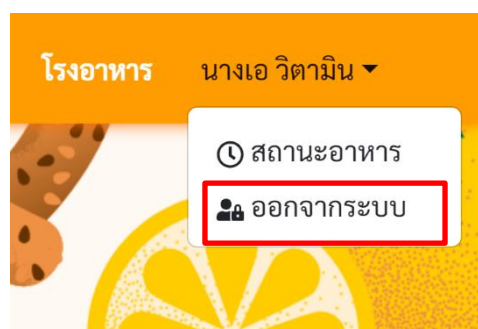 โรงอาหาร นางเอ วิตามิน
สถานะอาหาร
ออกจากระบบ